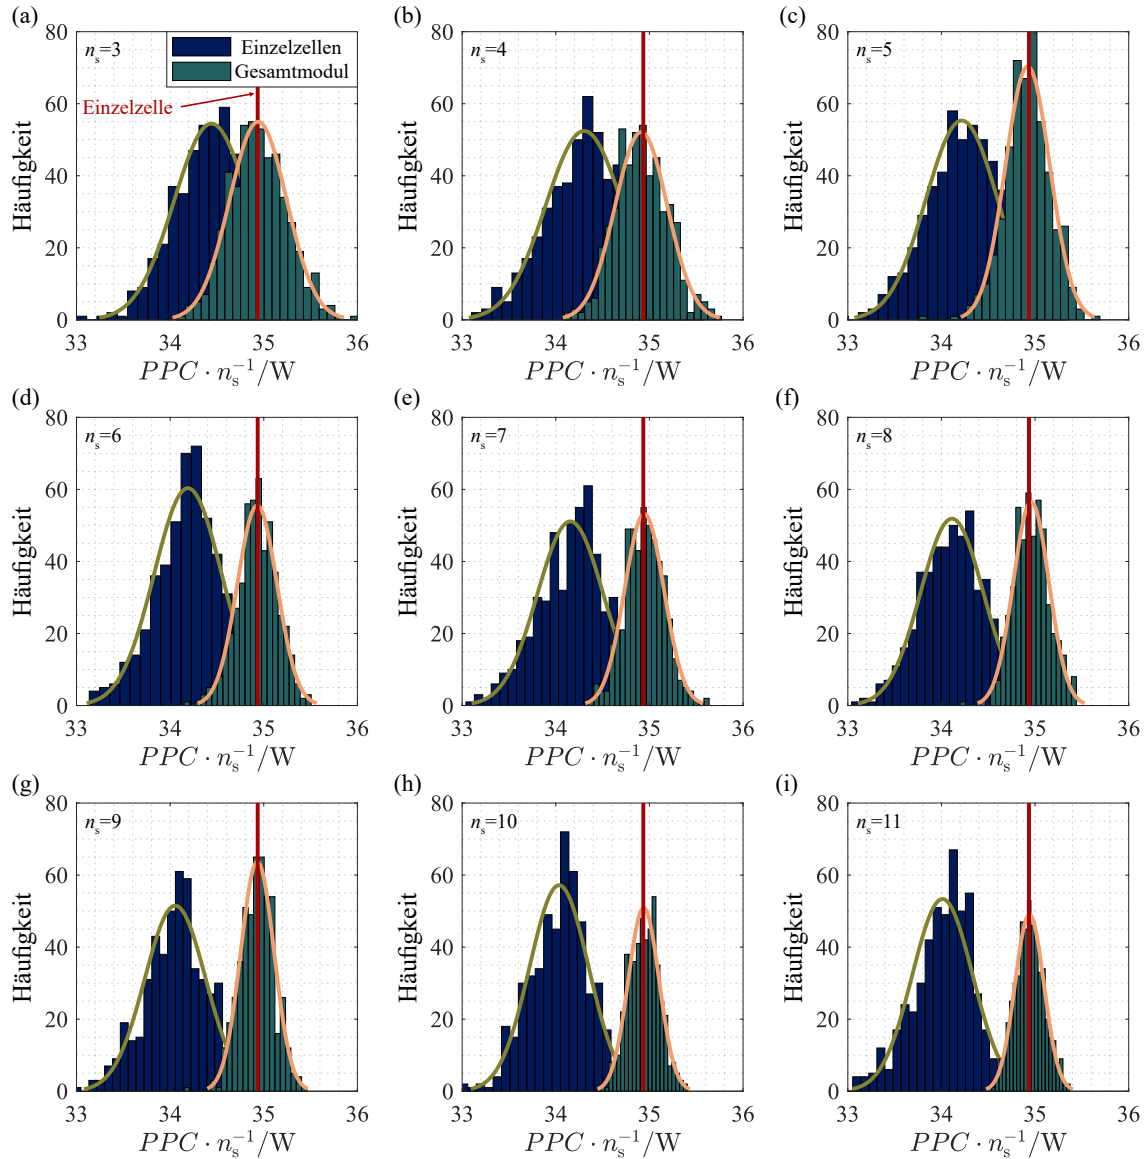 (a)
80
60
40
20
0
Häufigkeit
n_s=3
Einzelzellen
Gesamtmodul
Einzelzelle
33 34 35 36
PPC · n_s^{-1}/W
(b)
80
60
40
20
0
Häufigkeit
n_s=4
33 34 35 36
PPC · n_s^{-1}/W
(c)
80
60
40
20
0
Häufigkeit
n_s=5
33 34 35 36
PPC · n_s^{-1}/W
(d)
80
60
40
20
0
Häufigkeit
n_s=6
33 34 35 36
PPC · n_s^{-1}/W
(e)
80
60
40
20
0
Häufigkeit
n_s=7
33 34 35 36
PPC · n_s^{-1}/W
(f)
80
60
40
20
0
Häufigkeit
n_s=8
33 34 35 36
PPC · n_s^{-1}/W
(g)
80
60
40
20
0
Häufigkeit
n_s=9
33 34 35 36
PPC · n_s^{-1}/W
(h)
80
60
40
20
0
Häufigkeit
n_s=10
33 34 35 36
PPC · n_s^{-1}/W
(i)
80
60
40
20
0
Häufigkeit
n_s=11
33 34 35 36
PPC · n_s^{-1}/W